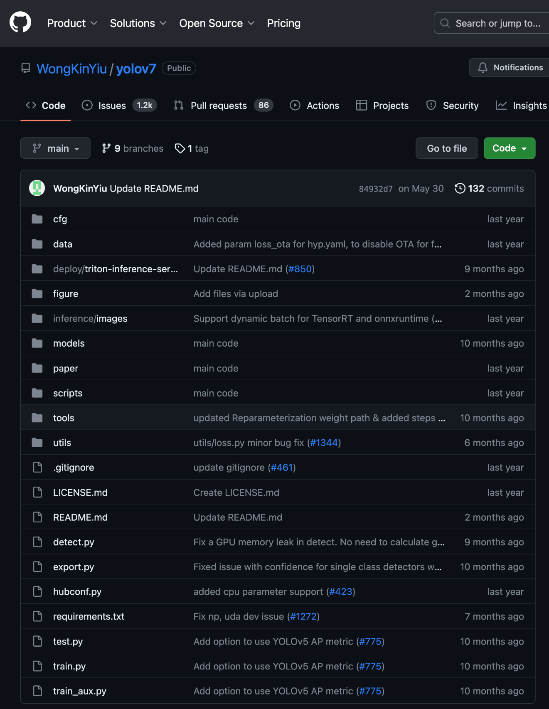 Product Solutions Open Source Pricing Search or jump to...
WongKinYiu / yolov7 Public Notifications
Code Issues 1.2k Pull requests 86 Actions Projects Security Insights
main 9 branches 1 tag Go to file Code
WongKinYiu Update README.md 84932d7 on May 30 132 commits
cfg main code last year
data Added param loss_ota for hyp.yaml, to disable OTA for f... last year
deploy/triton-inference-ser... Update README.md (#850) 9 months ago
figure Add files via upload 2 months ago
inference/images Support dynamic batch for TensorRT and onnxruntime (... last year
models main code 10 months ago
paper main code last year
scripts main code last year
tools updated Reparameterization weight path & added steps ... 10 months ago
utils utils/loss.py minor bug fix (#1344) 6 months ago
.gitignore update gitignore (#461) last year
LICENSE.md Create LICENSE.md last year
README.md Update README.md 2 months ago
detect.py Fix a GPU memory leak in detect. No need to calculate g... 9 months ago
export.py Fixed issue with confidence for single class detectors w... 10 months ago
hubconf.py added cpu parameter support (#423) last year
requirements.txt Fix np, uda dev issue (#1272) 7 months ago
test.py Add option to use YOLOv5 AP metric (#775) 10 months ago
train.py Add option to use YOLOv5 AP metric (#775) 10 months ago
train_aux.py Add option to use YOLOv5 AP metric (#775) 10 months ago